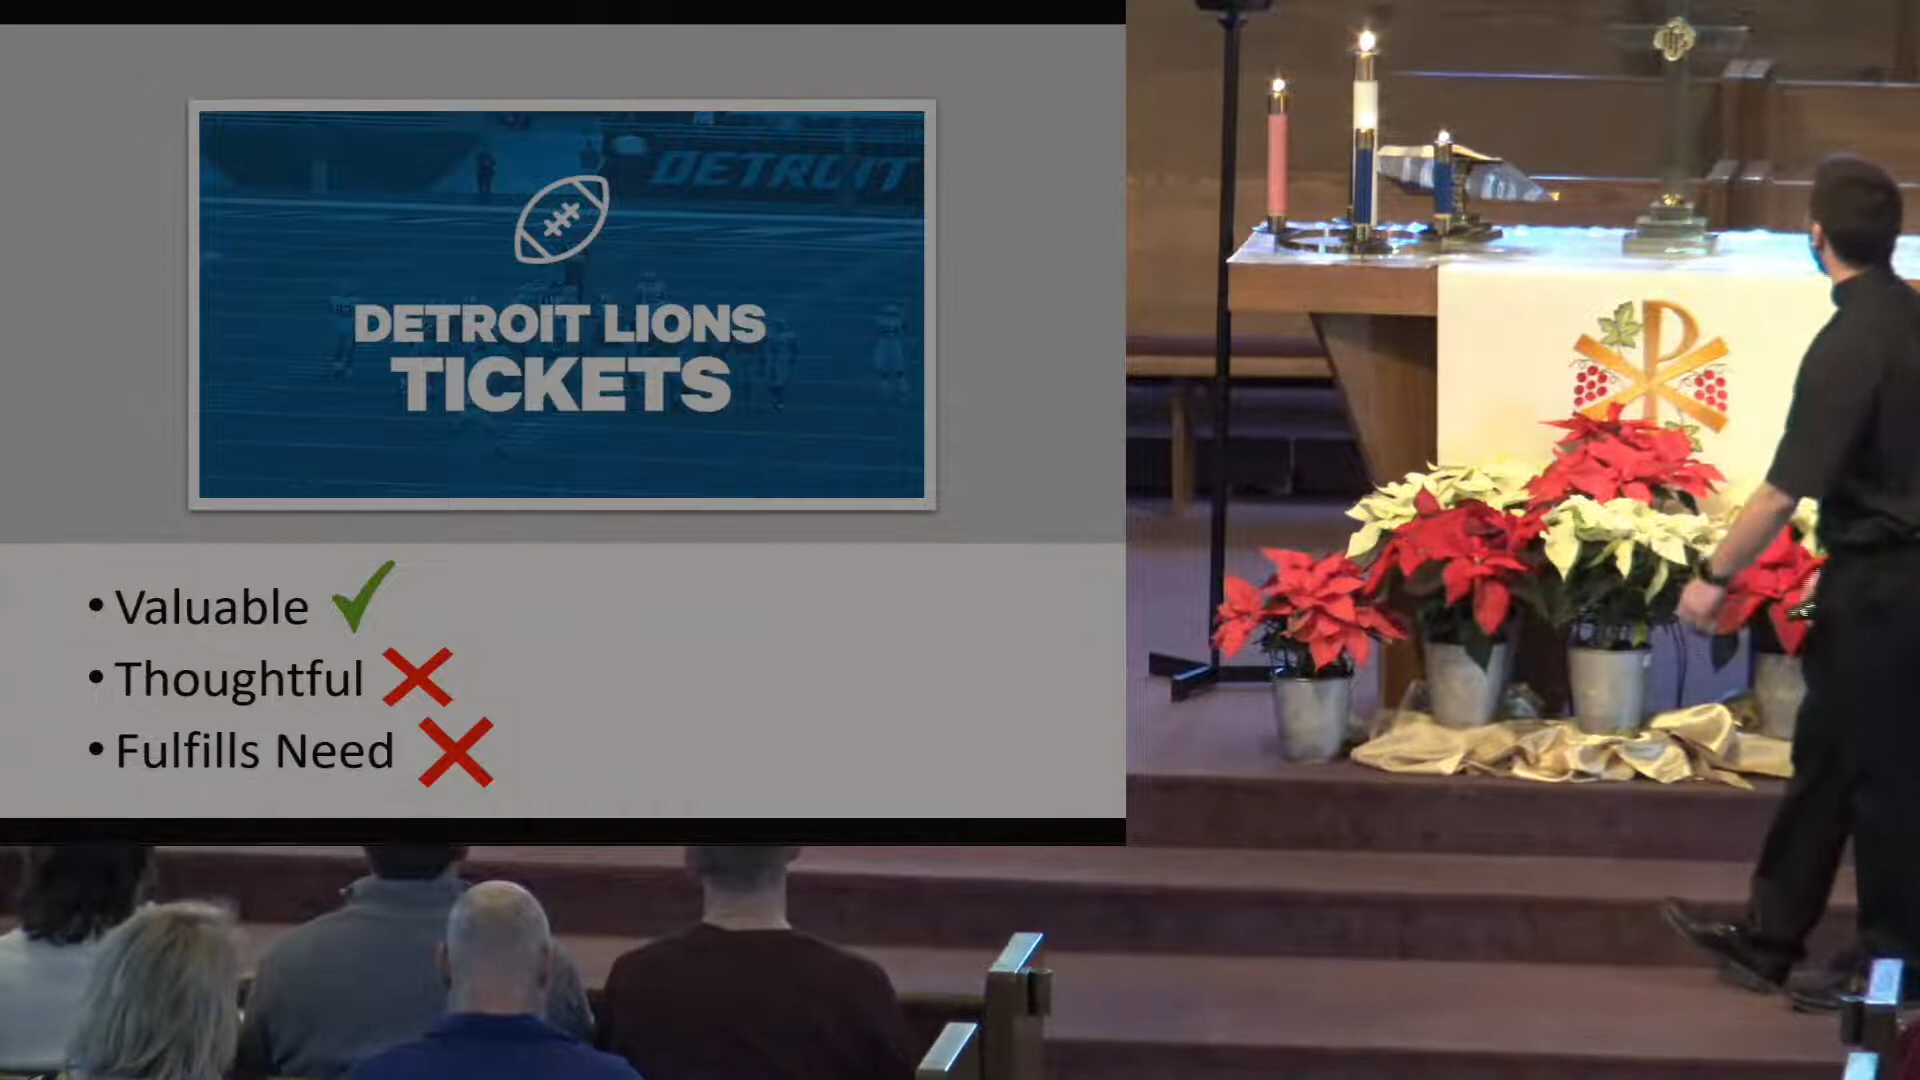 DETROIT
DETROIT LIONS
TICKETS
• Valuable
• Thoughtful
• Fulfills Need